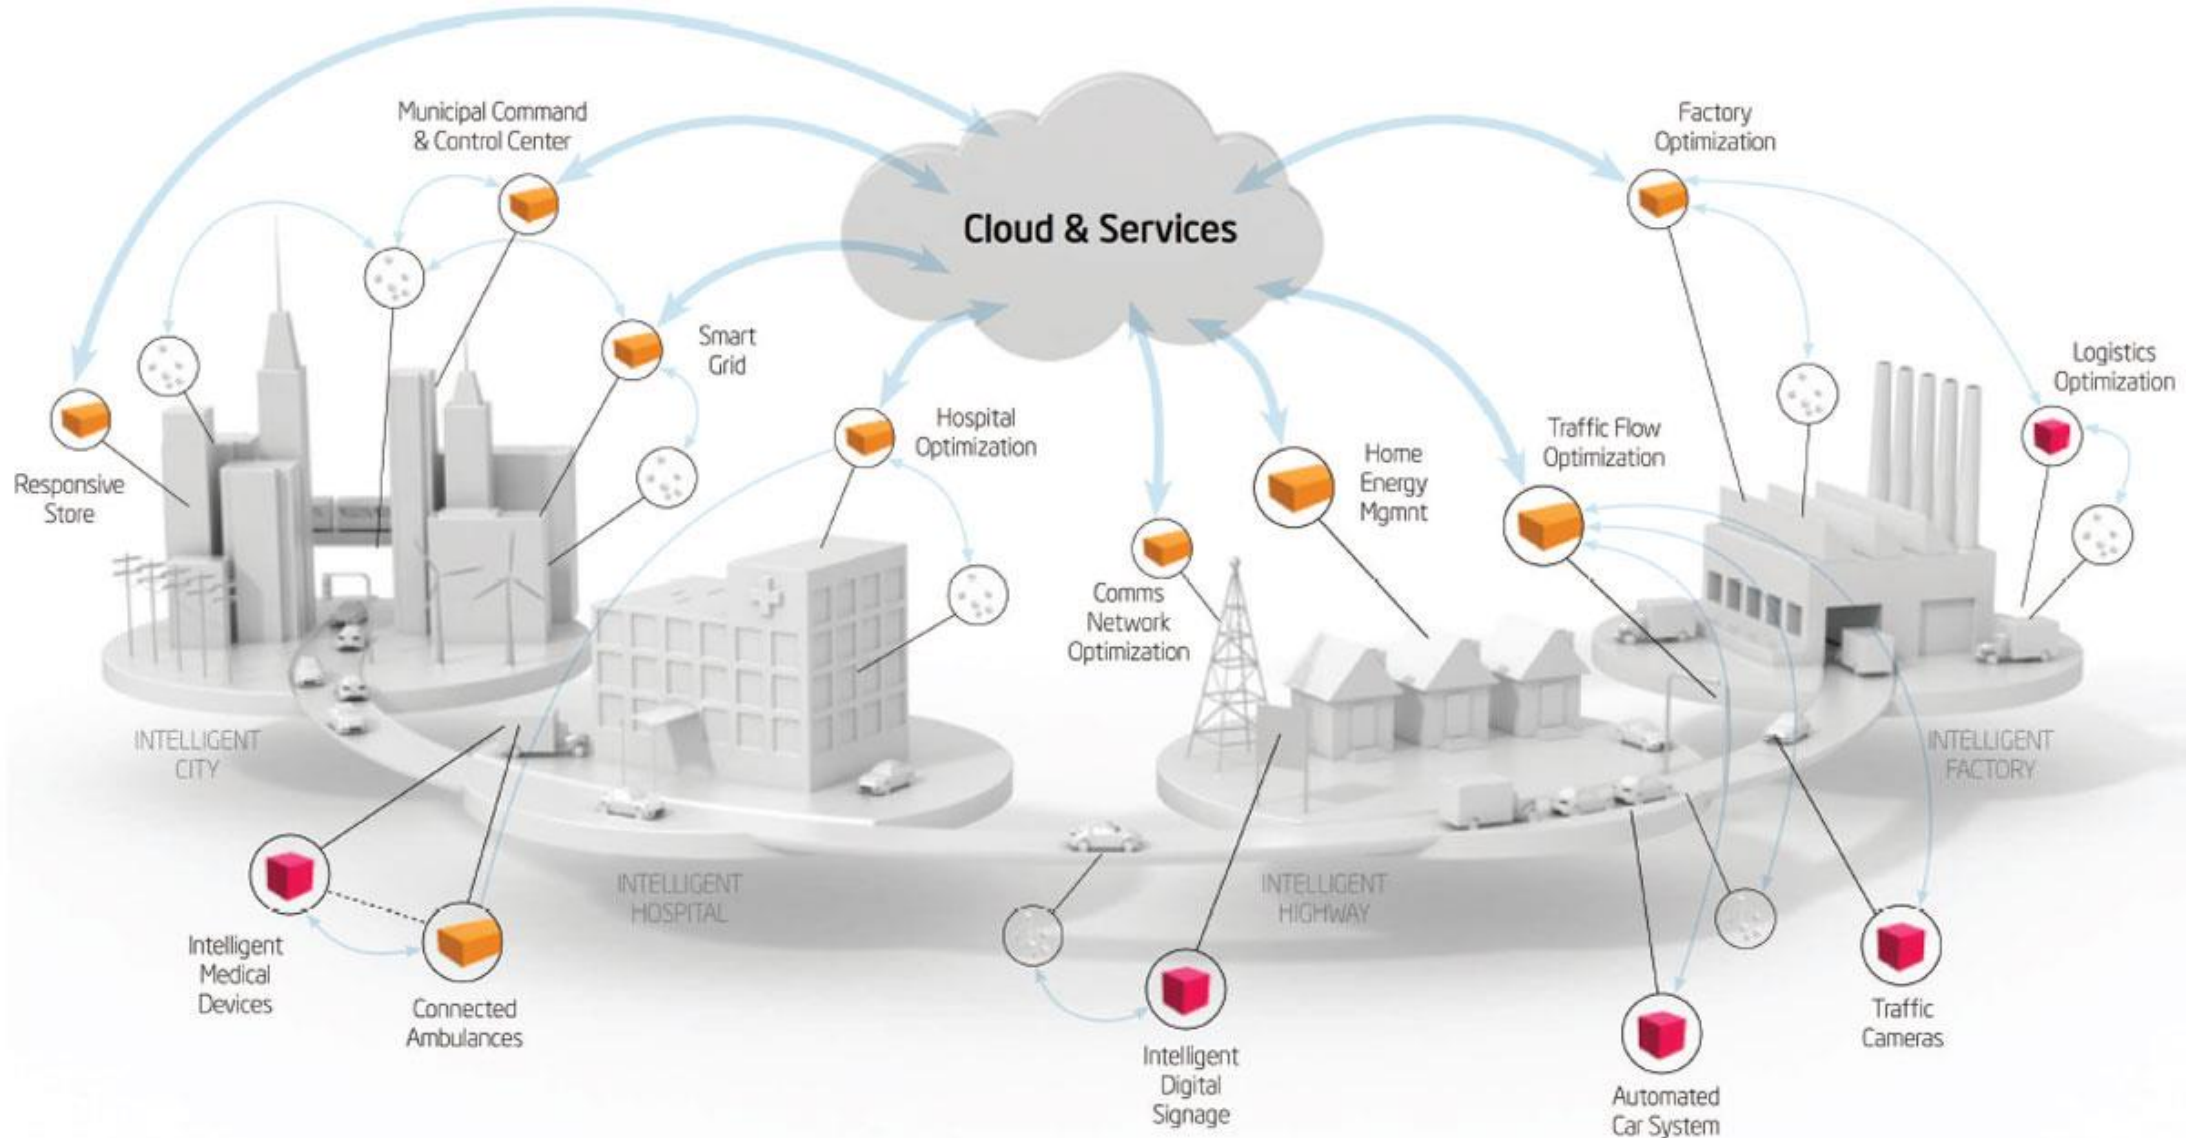 Municipal Command
& Control Center
Factory
Optimization
Cloud & Services
Smart
Grid
Logistics
Optimization
Hospital
Optimization
Traffic Flow
Optimization
Home
Energy
Mgmnt
Responsive
Store
Comms
Network
Optimization
INTELLIGENT
CITY
INTELLIGENT
FACTORY
INTELLIGENT
HOSPITAL
INTELLIGENT
HIGHWAY
Intelligent
Medical
Devices
Connected
Ambulances
Traffic
Cameras
Intelligent
Digital
Signage
Automated
Car System